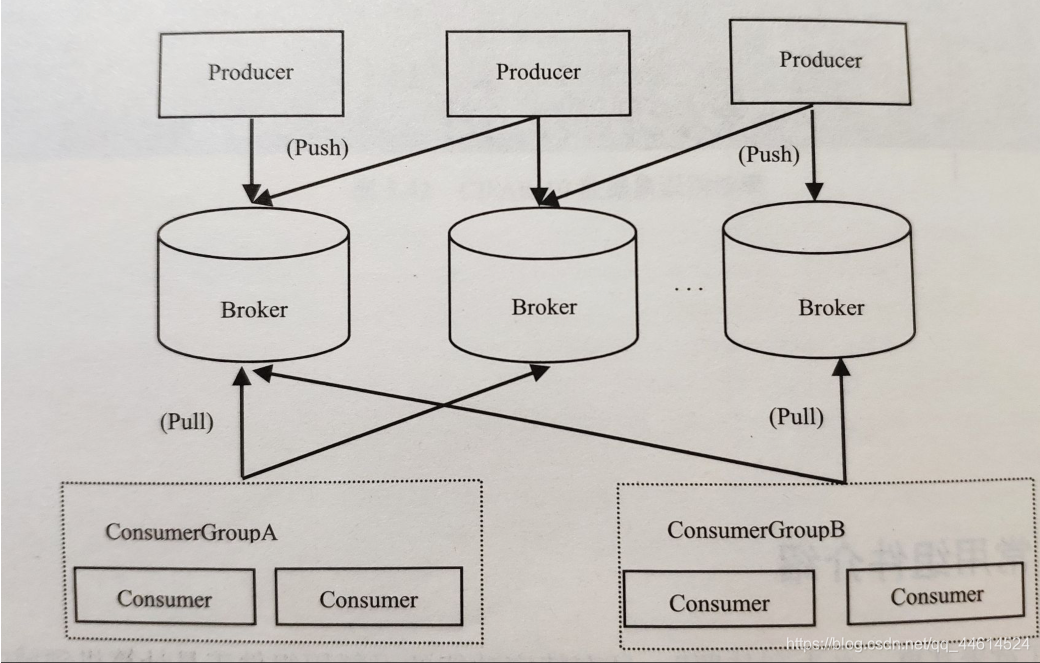 Producer
Producer
Producer
(Push)
(Push)
Broker
Broker
...
Broker
(Pull)
(Pull)
ConsumerGroupA
Consumer
Consumer
ConsumerGroupB
Consumer
Consumer
https://blog.csdn.net/qq_44614524